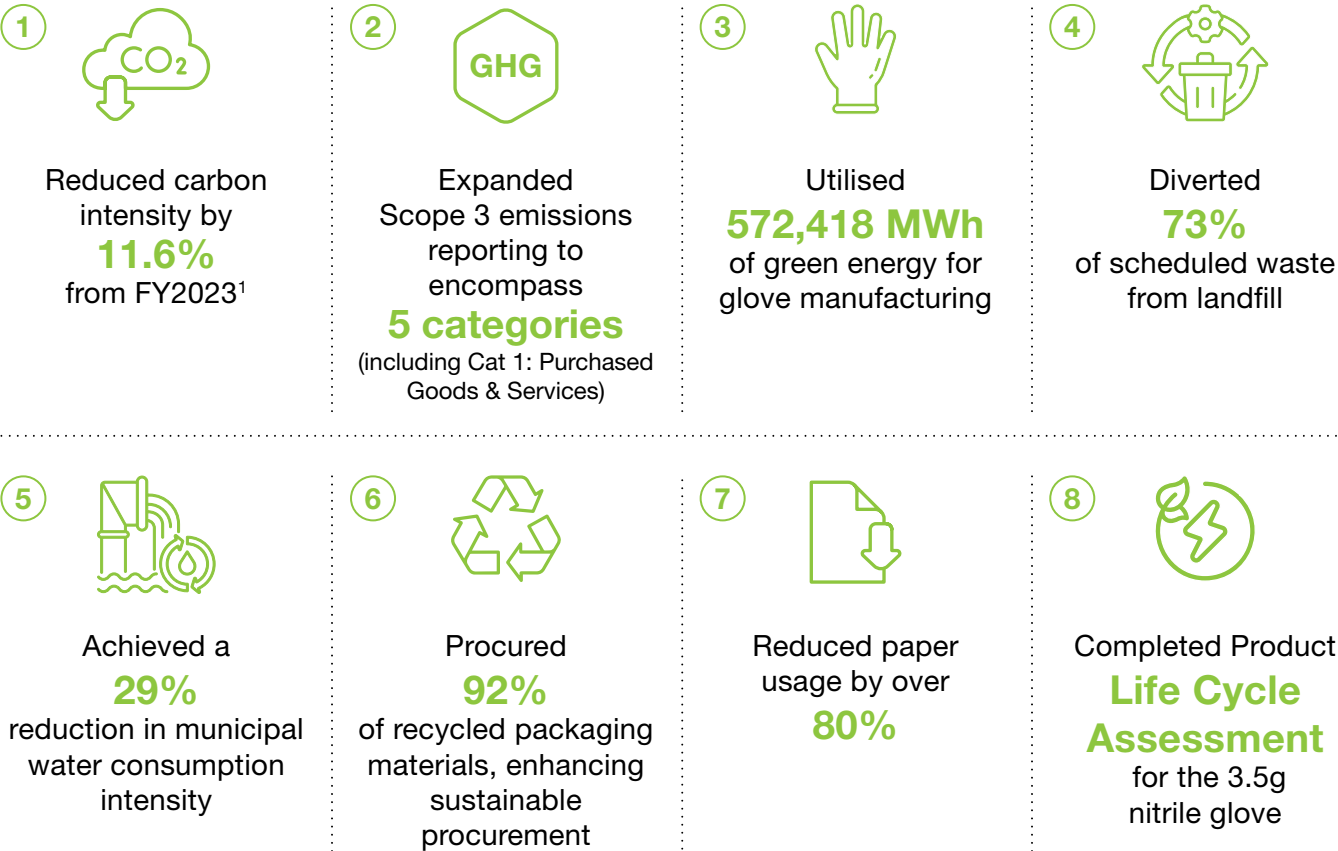 1
CO2
Reduced carbon
intensity by
11.6%
from FY2023¹
2
GHG
Expanded
Scope 3 emissions
reporting to
encompass
5 categories
(including Cat 1: Purchased
Goods & Services)
3
Utilised
572,418 MWh
of green energy for
glove manufacturing
4
Diverted
73%
of scheduled waste
from landfill
5
Achieved a
29%
reduction in municipal
water consumption
intensity
6
Procured
92%
of recycled packaging
materials, enhancing
sustainable
procurement
7
Reduced paper
usage by over
80%
8
Completed Product
Life Cycle
Assessment
for the 3.5g
nitrile glove